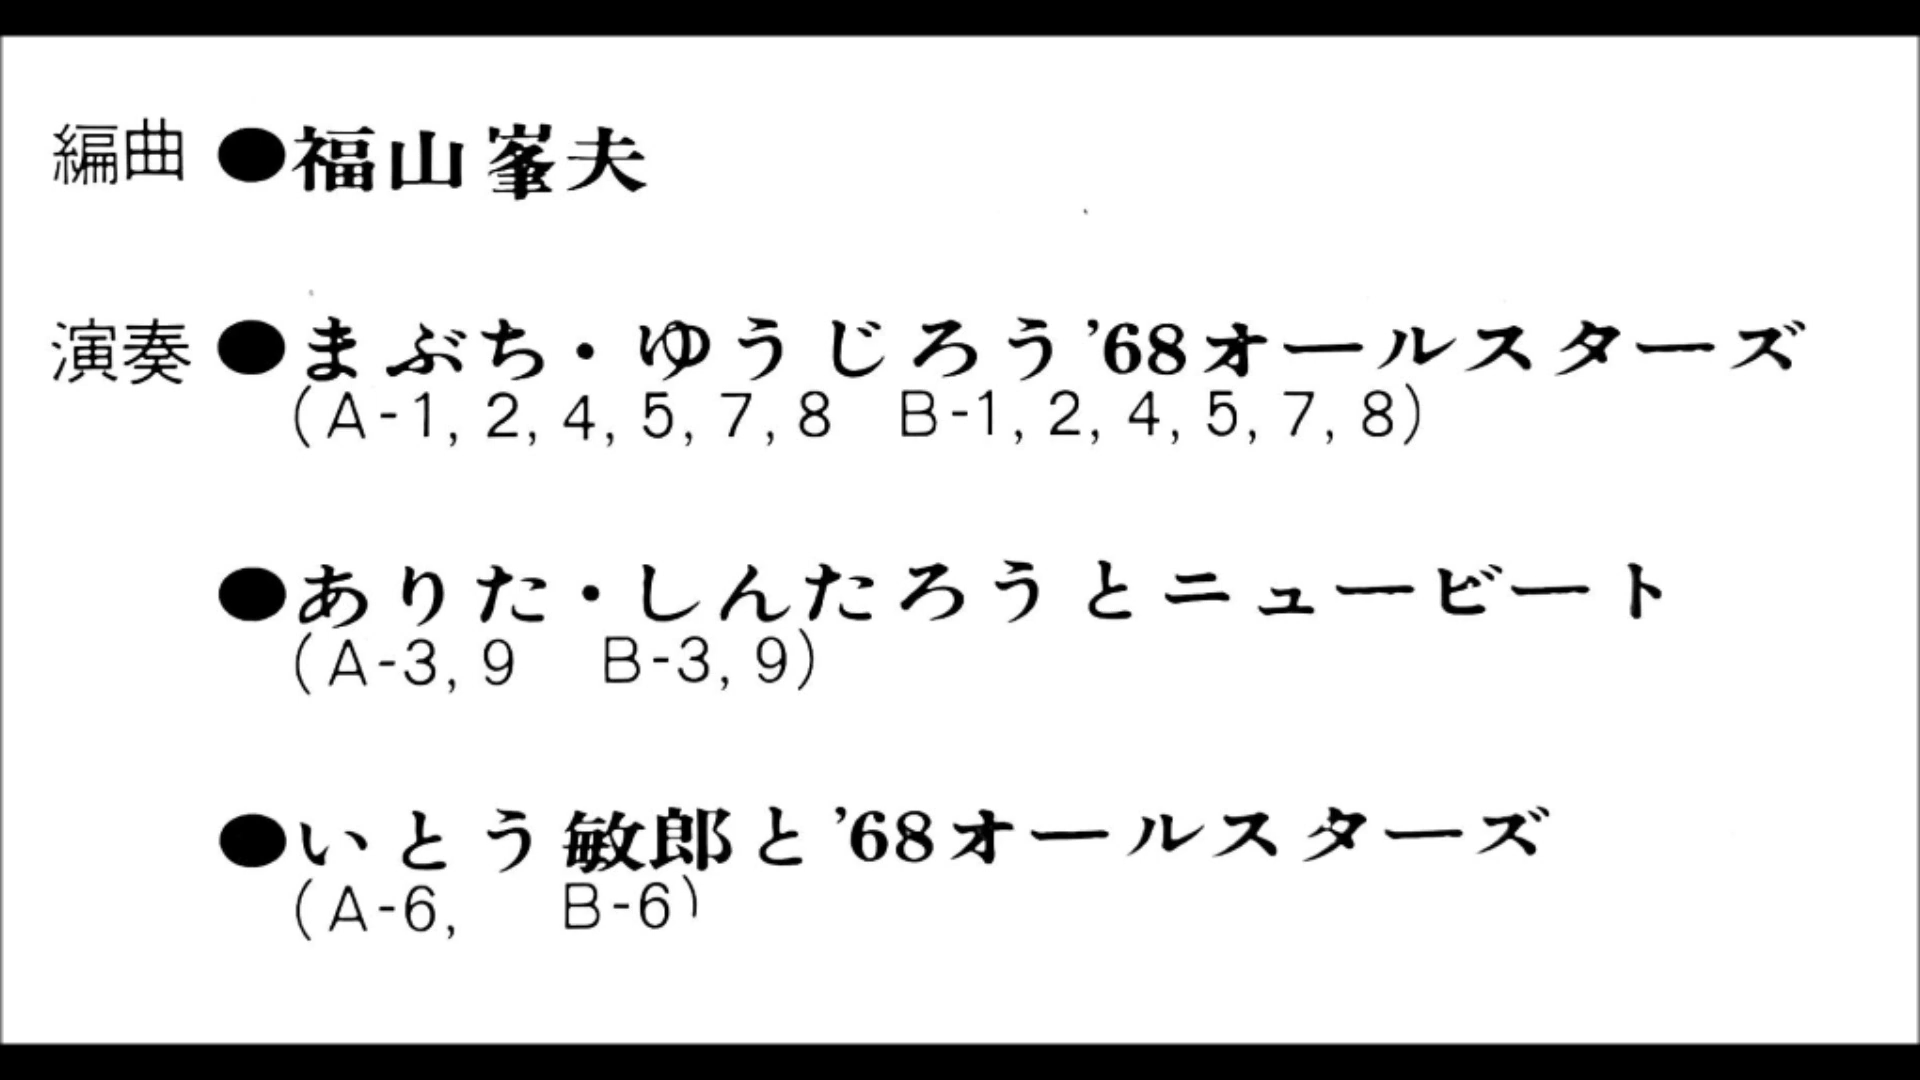 編曲●福山峯夫
演奏●まぶち・ゆうじろう’68オールスターズ
(A-1, 2, 4, 5, 7, 8　B-1, 2, 4, 5, 7, 8)
●ありた・しんたろうとニュービート
(A-3, 9　B-3, 9)
●いとう敏郎と’68オールスターズ
(A-6,　B-6)